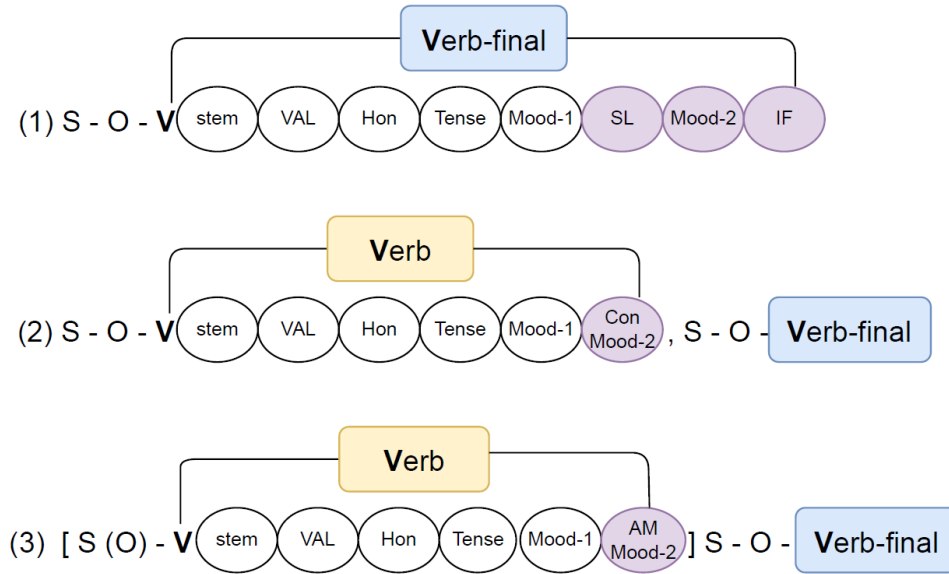 Verb-final
(1) S - O - V stem VAL Hon Tense Mood-1 SL Mood-2 IF
Verb
(2) S - O - V stem VAL Hon Tense Mood-1 Con Mood-2 , S - O - Verb-final
Verb
(3) [ S (O) - V stem VAL Hon Tense Mood-1 AM Mood-2 ] S - O - Verb-final